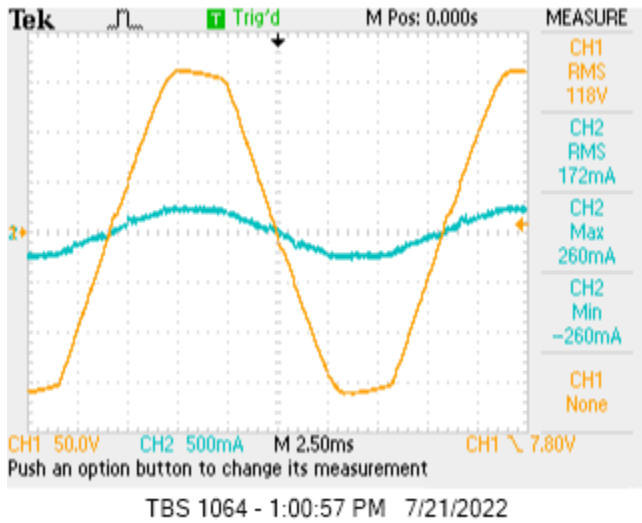 Tek T Trig'd M Pos: 0.000s MEASURE
CH1
RMS
118V
CH2
RMS
172mA
CH2
Max
260mA
CH2
Min
−260mA
CH1
None
2
CH1 50.0V CH2 500mA M 2.50ms CH1 7.80V
Push an option button to change its measurement
TBS 1064 - 1:00:57 PM 7/21/2022